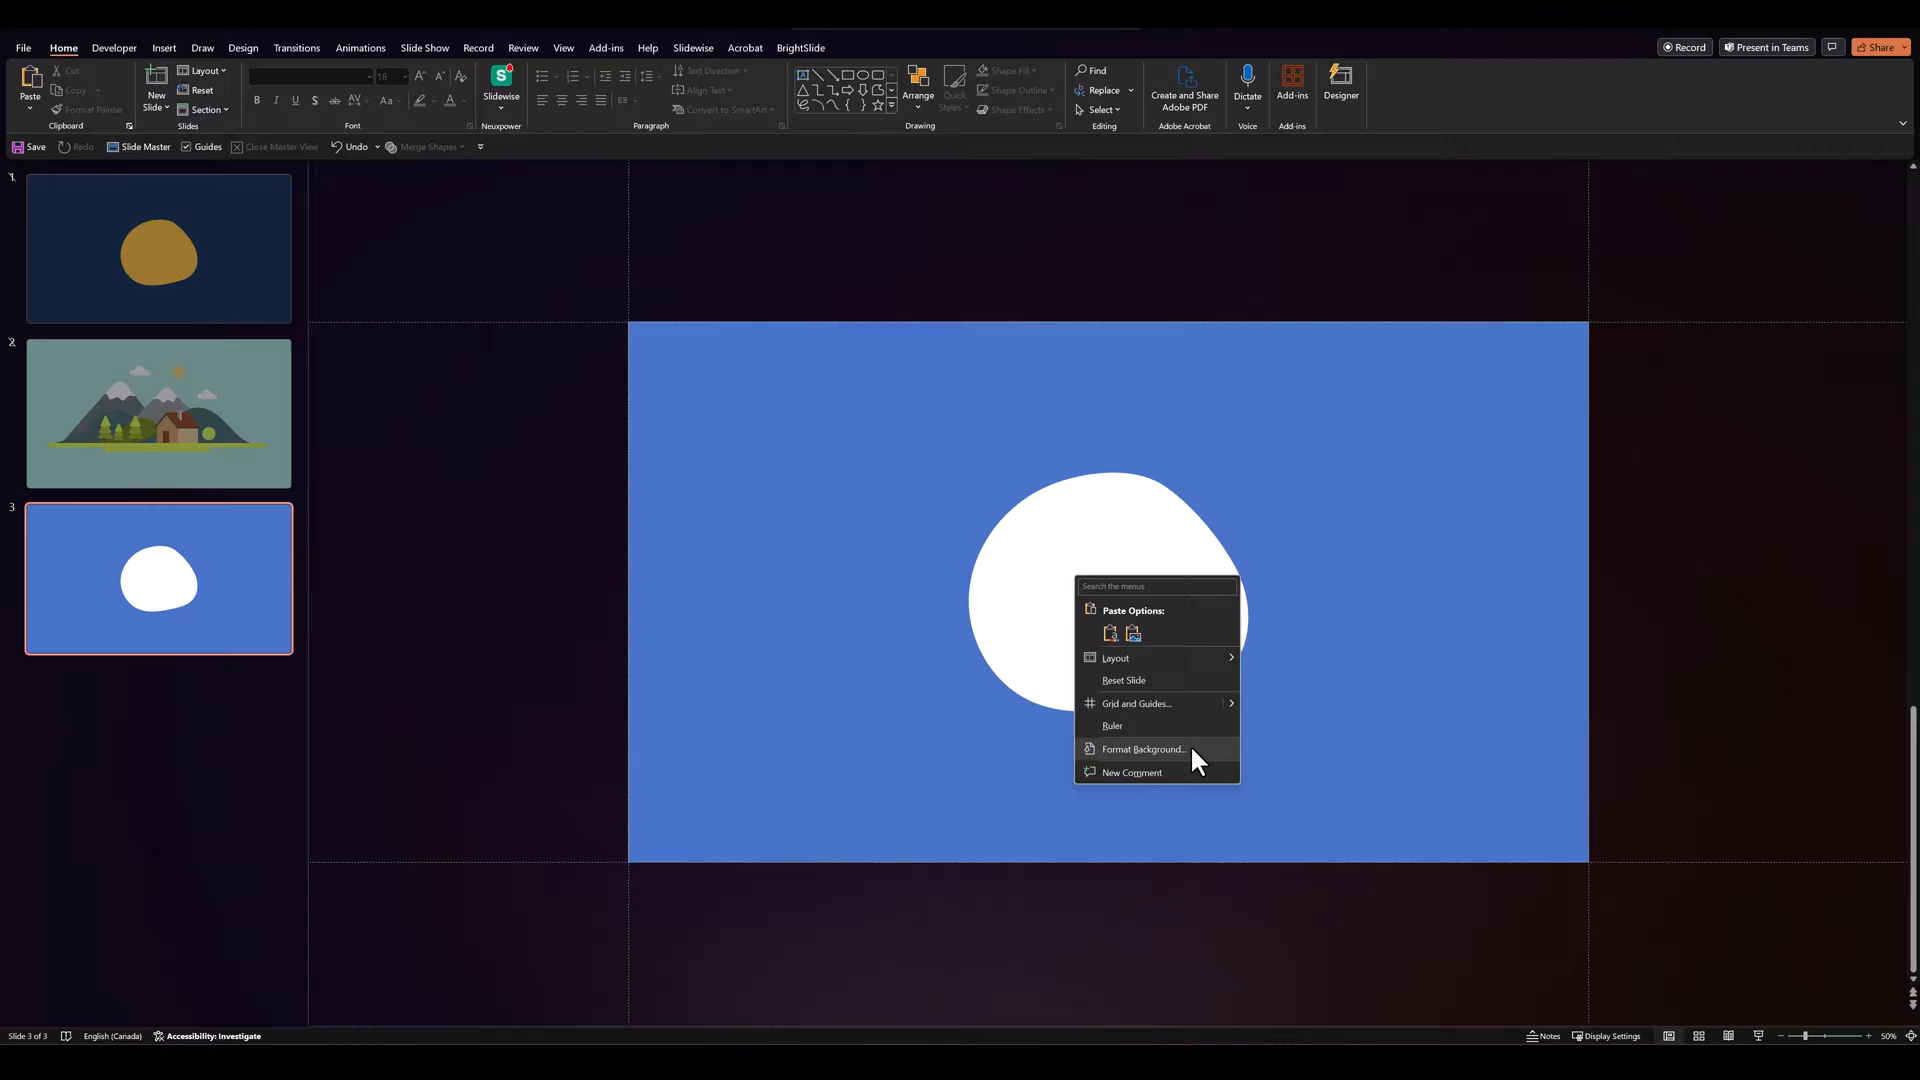 File Home Developer Insert Draw Design Transitions Animations Slide Show Record Review View Add-ins Help Slidewise Acrobat BrightSlide Record Present in Teams Share
Paste Cut Copy Format Painter Clipboard
New Slide Layout Reset Section Slides
18
B I U S ab AV Aa A
Font
S Slidewise Neuxpower
Text Direction Align Text Convert to SmartArt Paragraph
Arrange Quick Styles Shape Fill Shape Outline Shape Effects Drawing
Find Replace Select Editing
Create and Share Adobe PDF Adobe Acrobat
Dictate Voice
Add-ins Add-ins
Designer
Save Redo Slide Master Guides Close Master View Undo Merge Shapes
1
2
3
Search the menus
Paste Options:
Layout
Reset Slide
Grid and Guides...
Ruler
Format Background...
New Comment
Slide 3 of 3 English (Canada) Accessibility: Investigate Notes Display Settings 50%